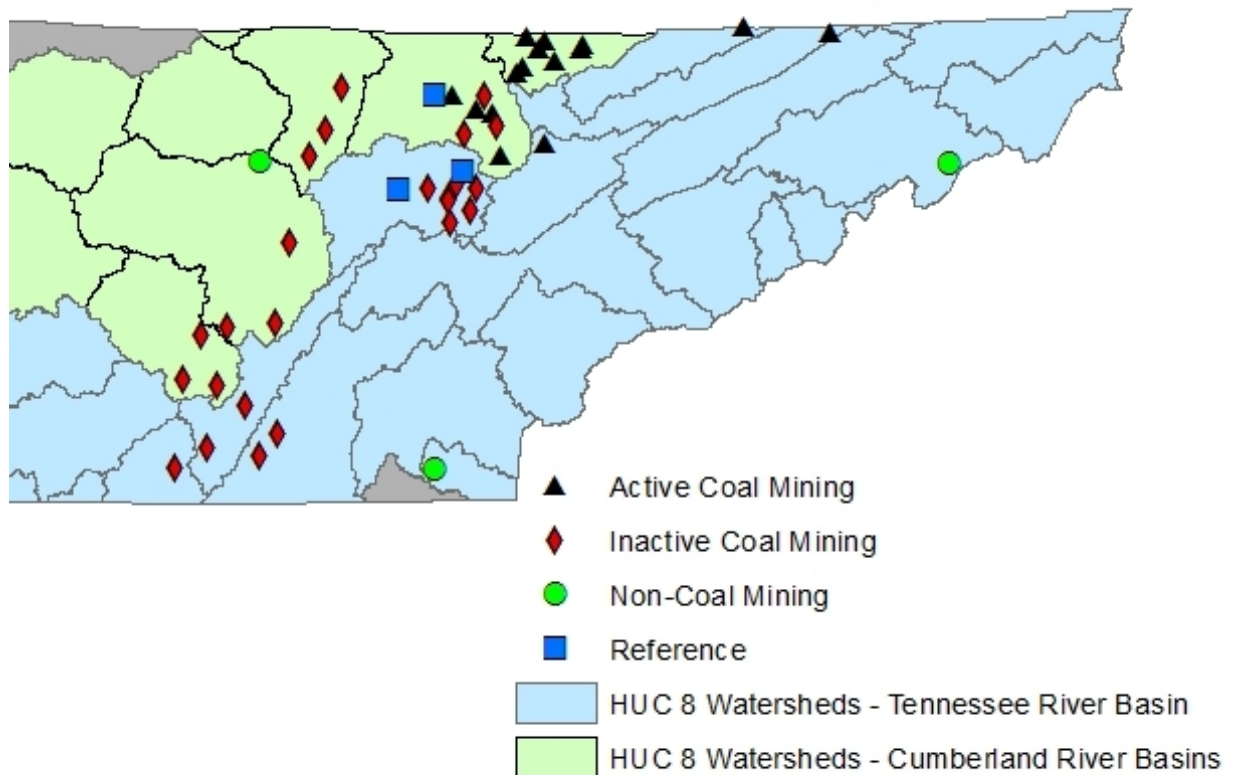 Active Coal Mining
Inactive Coal Mining
Non-Coal Mining
Reference
HUC 8 Watersheds - Tennessee River Basin
HUC 8 Watersheds - Cumberland River Basins